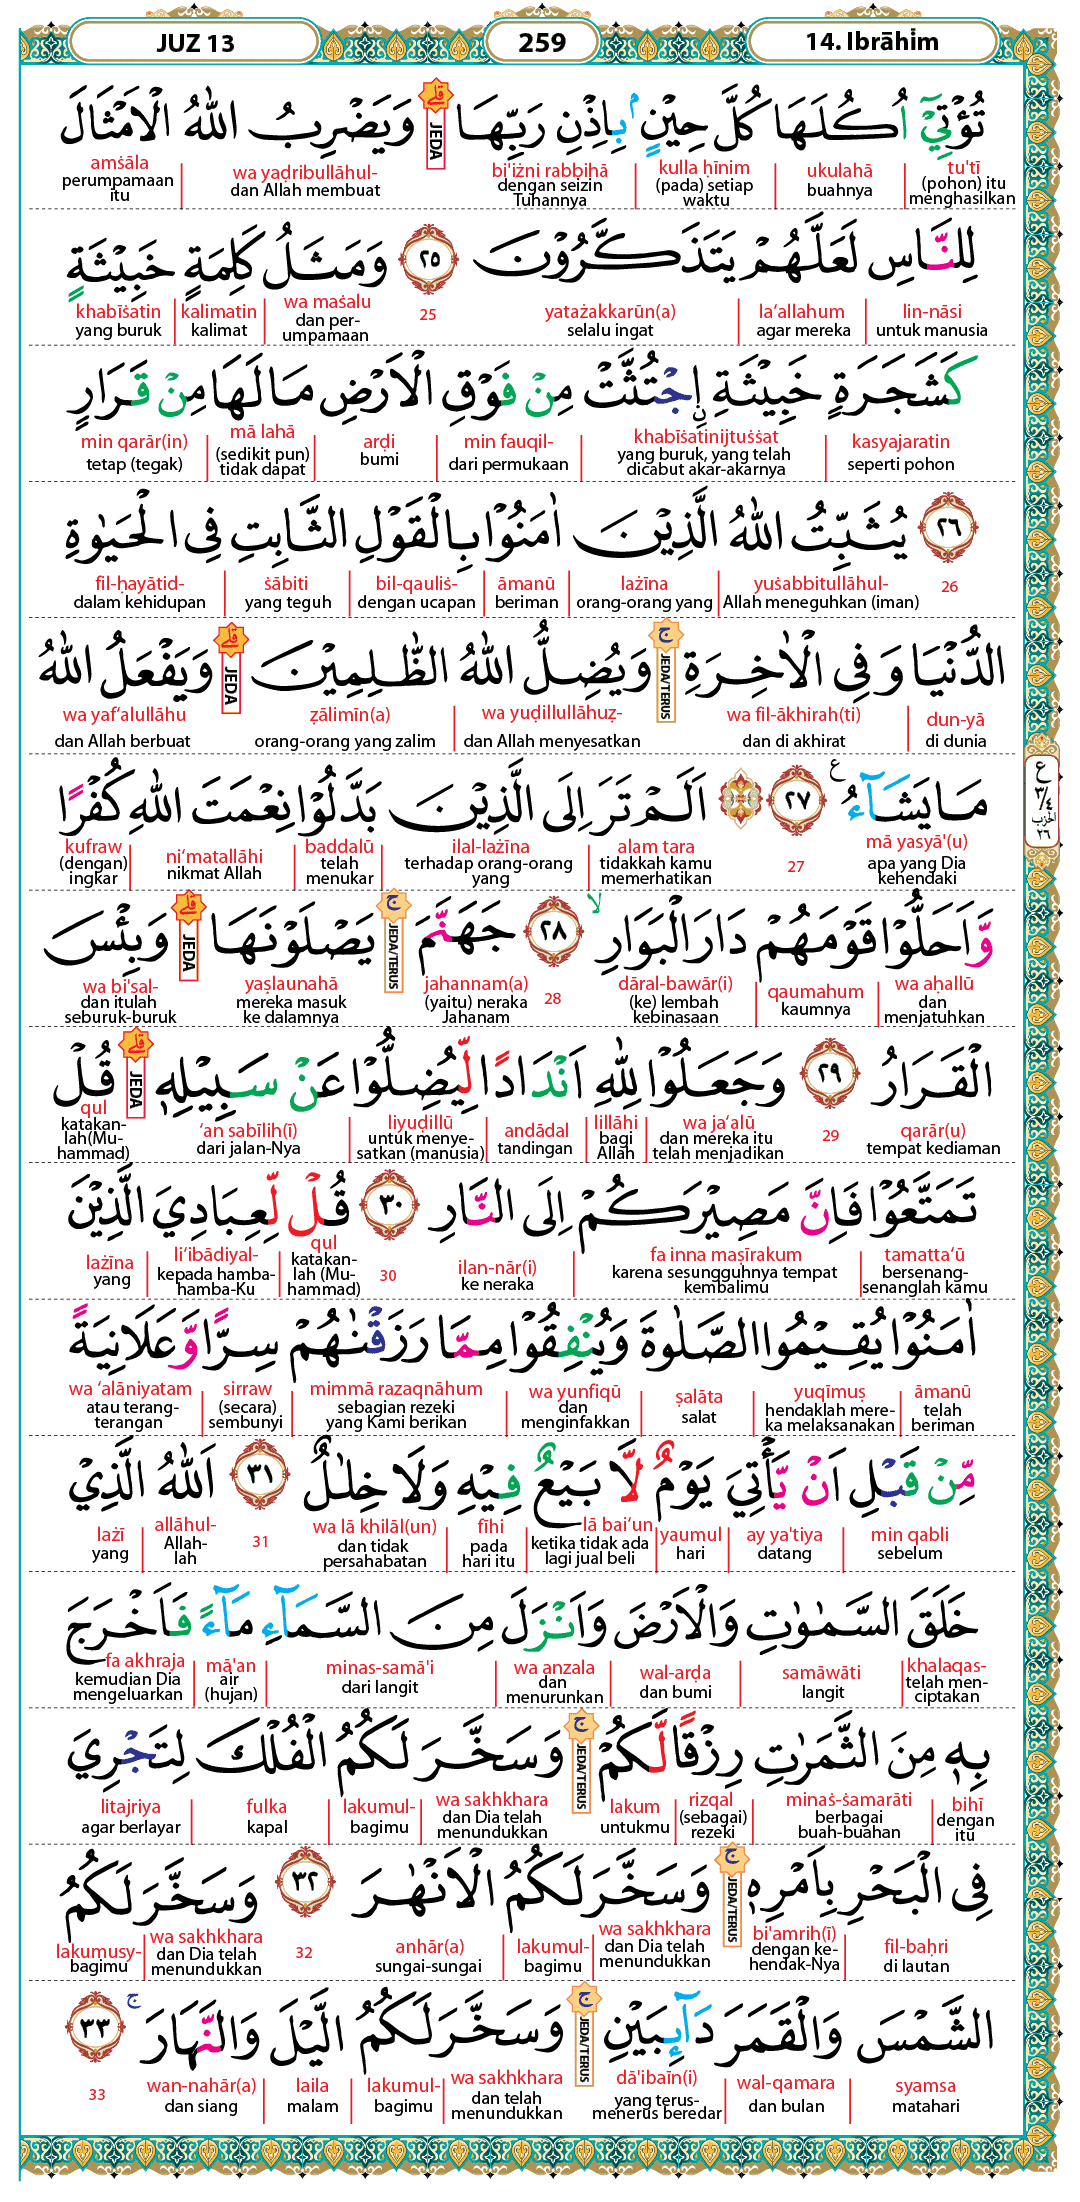 JUZ 13
259
14. Ibrāhim
تُؤْتِيْٓ اُكُلَهَا كُلَّ حِيْنٍۢ بِاِذْنِ رَبِّهَاۗ وَيَضْرِبُ اللّٰهُ الْاَمْثَالَ
tu'tī ukulahā kulla ḥīnim bi'iżni rabbihā JEDA wa yaḍribullāhul- amṡāla
(pohon) itu menghasilkan buahnya (pada) setiap waktu dengan seizin Tuhannya dan Allah membuat perumpamaan itu
لِلنَّاسِ لَعَلَّهُمْ يَتَذَكَّرُوْنَ ٢٥ وَمَثَلُ كَلِمَةٍ خَبِيْثَةٍ
lin-nāsi la‘allahum yatażakkarūn(a) 25 wa maṡalu kalimatin khabīṡatin
untuk manusia agar mereka selalu ingat dan per-umpamaan kalimat yang buruk
كَشَجَرَةٍ خَبِيْثَةِ ِۨاجْتُثَّتْ مِنْ فَوْقِ الْاَرْضِ مَا لَهَا مِنْ قَرَارٍ
kasyajaratin khabīṡatinijtuṡṡat min fauqil- arḍi mā lahā min qarār(in)
seperti pohon yang buruk, yang telah dicabut akar-akarnya dari permukaan bumi (sedikit pun) tidak dapat tetap (tegak)
٢٦ يُثَبِّتُ اللّٰهُ الَّذِيْنَ اٰمَنُوْا بِالْقَوْلِ الثَّابِتِ فِى الْحَيٰوةِ
26 yuṡabbitullāhul- lażīna āmanū bil-qauliṡ- ṡābiti fil-ḥayātid-
Allah meneguhkan (iman) orang-orang yang beriman dengan ucapan yang teguh dalam kehidupan
الدُّنْيَا وَفِى الْاٰخِرَةِۚ وَيُضِلُّ اللّٰهُ الظّٰلِمِيْنَۗ وَيَفْعَلُ اللّٰهُ
dun-yā wa fil-ākhirah(ti) JEDA/TERUS wa yuḍillullāhuẓ- ẓālimīn(a) JEDA wa yaf‘alullāhu
di dunia dan di akhirat dan Allah menyesatkan orang-orang yang zalim dan Allah berbuat
مَا يَشَاۤءُ ࣖ ٢٧ ۞ اَلَمْ تَرَ اِلَى الَّذِيْنَ بَدَّلُوْا نِعْمَتَ اللّٰهِ كُفْرًا
mā yasyā'(u) 27 alam tara ilal-lażīna baddalū ni‘matallāhi kufraw
apa yang Dia kehendaki tidakkah kamu memerhatikan terhadap orang-orang yang telah menukar nikmat Allah (dengan) ingkar
ع ٣/٤ الحزب ٢٦
وَّاَحَلُّوْا قَوْمَهُمْ دَارَ الْبَوَارِۙ ٢٨ جَهَنَّمَۚ يَصْلَوْنَهَاۗ وَبِئْسَ
wa aḥallū qaumahum dāral-bawār(i) 28 jahannam(a) JEDA/TERUS yaṣlaunahā JEDA wa bi'sal-
dan menjatuhkan kaumnya (ke) lembah kebinasaan (yaitu) neraka Jahanam mereka masuk ke dalamnya dan itulah seburuk-buruk
الْقَرَارُ ٢٩ وَجَعَلُوْا لِلّٰهِ اَنْدَادًا لِّيُضِلُّوْا عَنْ سَبِيْلِهٖۗ قُلْ
qarār(u) 29 wa ja‘alū lillāhi andādal liyuḍillū ‘an sabīlih(ī) JEDA qul
tempat kediaman dan mereka itu telah menjadikan bagi Allah tandingan untuk menye-satkan (manusia) dari jalan-Nya katakan-lah(Mu-hammad)
تَمَتَّعُوْا فَاِنَّ مَصِيْرَكُمْ اِلَى النَّارِ ٣٠ قُلْ لِّعِبَادِيَ الَّذِيْنَ
tamatta‘ū fa inna maṣīrakum ilan-nār(i) 30 qul li‘ibādiyal- lażīna
bersenang-senanglah kamu karena sesungguhnya tempat kembalimu ke neraka katakan-lah (Mu-hammad) kepada hamba-hamba-Ku yang
اٰمَنُوْا يُقِيْمُوا الصَّلٰوةَ وَيُنْفِقُوْا مِمَّا رَزَقْنٰهُمْ سِرًّا وَّعَلَانِيَةً
āmanū yuqīmuṣ ṣalāta wa yunfiqū mimmā razaqnāhum sirraw wa ‘alāniyatam
telah beriman hendaklah mere-ka melaksanakan salat dan menginfakkan sebagian rezeki yang Kami berikan (secara) sembunyi atau terang-terangan
مِّنْ قَبْلِ اَنْ يَّأْتِيَ يَوْمٌ لَّا بَيْعٌ فِيْهِ وَلَا خِلٰلٌ ٣١ اَللّٰهُ الَّذِيْ
min qabli ay ya'tiya yaumul lā bai‘un fīhi wa lā khilāl(un) 31 allāhul- lażī
sebelum datang hari ketika tidak ada lagi jual beli pada hari itu dan tidak persahabatan Allah-lah yang
خَلَقَ السَّمٰوٰتِ وَالْاَرْضَ وَاَنْزَلَ مِنَ السَّمَاۤءِ مَاۤءً فَاَخْرَجَ
khalaqas- samāwāti wal-arḍa wa anzala minas-samā'i mā'an fa akhraja
telah men-ciptakan langit dan bumi dan menurunkan dari langit air (hujan) kemudian Dia mengeluarkan
بِهٖ مِنَ الثَّمَرٰتِ رِزْقًا لَّكُمْۚ وَسَخَّرَ لَكُمُ الْفُلْكَ لِتَجْرِيَ
bihī minaṡ-ṡamarāti rizqal lakum JEDA/TERUS wa sakhkhara lakumul- fulka litajriya
dengan itu berbagai buah-buahan (sebagai) rezeki untukmu dan Dia telah menundukkan bagimu kapal agar berlayar
فِى الْبَحْرِ بِاَمْرِهٖۚ وَسَخَّرَ لَكُمُ الْاَنْهٰرَ ٣٢ وَسَخَّرَ لَكُمُ
fil-baḥri bi'amrih(ī) JEDA/TERUS wa sakhkhara lakumul- anhār(a) 32 wa sakhkhara lakumusy-
di lautan dengan ke-hendak-Nya dan Dia telah menundukkan bagimu sungai-sungai dan Dia telah menundukkan bagimu
الشَّمْسَ وَالْقَمَرَ دَاۤىِٕبَيْنِۚ وَسَخَّرَ لَكُمُ الَّيْلَ وَالنَّهَارَۚ ٣٣
syamsa wal-qamara dā'ibaīn(i) JEDA/TERUS wa sakhkhara lakumul- laila wan-nahār(a) 33
matahari dan bulan yang terus-menerus beredar dan telah menundukkan bagimu malam dan siang